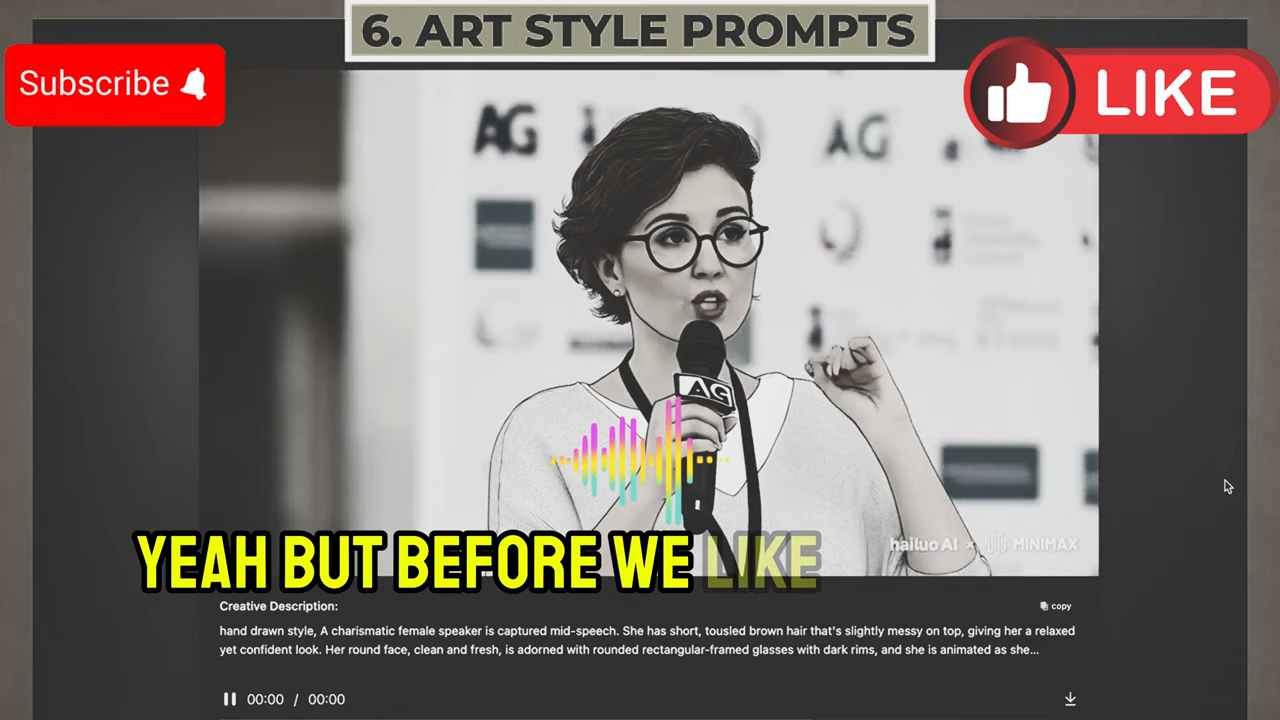 6. ART STYLE PROMPTS
Subscribe
LIKE
AG
AG
AG
hailuo AI × MINIMAX
YEAH BUT BEFORE WE LIKE
Creative Description:
copy
hand drawn style, A charismatic female speaker is captured mid-speech. She has short, tousled brown hair that's slightly messy on top, giving her a relaxed
yet confident look. Her round face, clean and fresh, is adorned with rounded rectangular-framed glasses with dark rims, and she is animated as she...
00:00 / 00:00